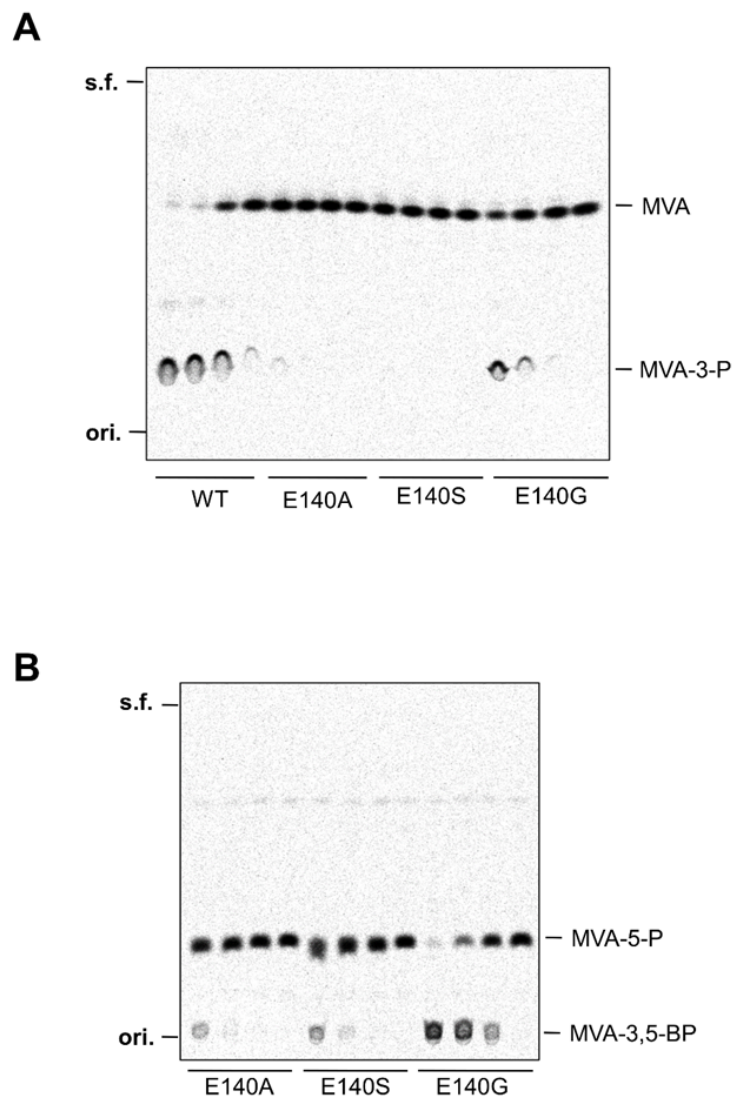 A
s.f.
MVA
MVA-3-P
ori.
WT E140A E140S E140G
B
s.f.
MVA-5-P
ori. MVA-3,5-BP
E140A E140S E140G